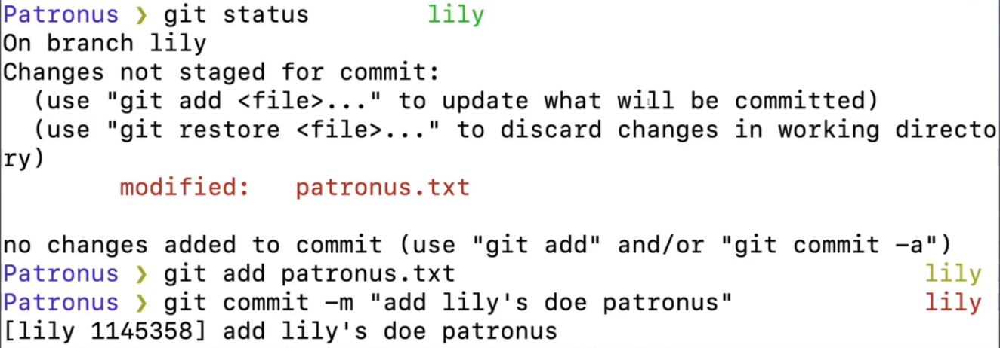 Patronus ❯ git status lily
On branch lily
Changes not staged for commit:
  (use "git add <file>..." to update what will be committed)
  (use "git restore <file>..." to discard changes in working directo
ry)
        modified:   patronus.txt

no changes added to commit (use "git add" and/or "git commit -a")
Patronus ❯ git add patronus.txt lily
Patronus ❯ git commit -m "add lily's doe patronus" lily
[lily 1145358] add lily's doe patronus